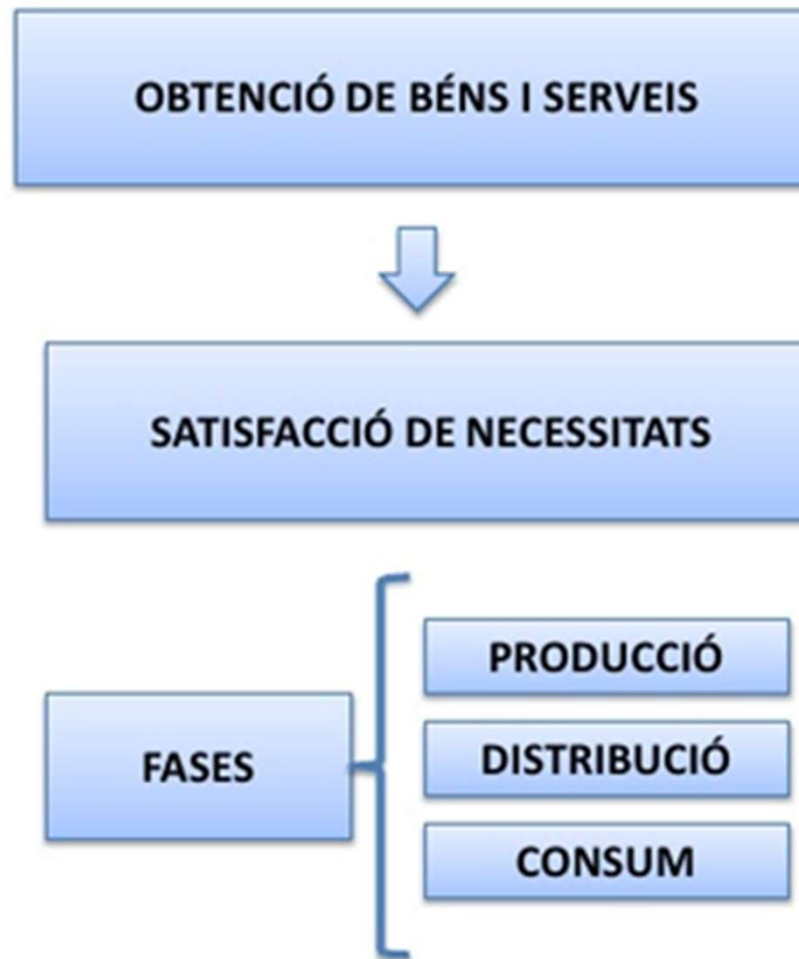 OBTENCIÓ DE BÉNS I SERVEIS
SATISFACCIÓ DE NECESSITATS
FASES
PRODUCCIÓ
DISTRIBUCIÓ
CONSUM